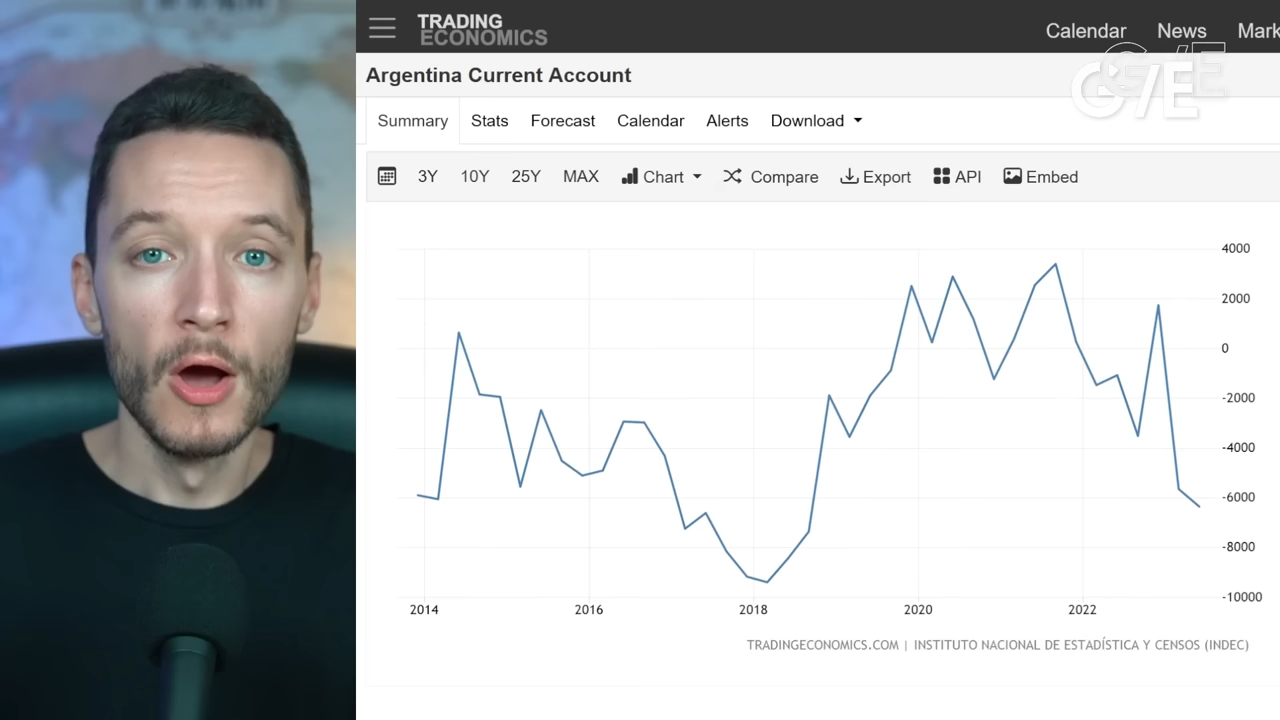 TRADING
ECONOMICS
Calendar News Mark
Argentina Current Account
G7E
Summary Stats Forecast Calendar Alerts Download
3Y 10Y 25Y MAX Chart Compare Export API Embed
4000
2000
0
-2000
-4000
-6000
-8000
-10000
2014 2016 2018 2020 2022
TRADINGECONOMICS.COM | INSTITUTO NACIONAL DE ESTADÍSTICA Y CENSOS (INDEC)